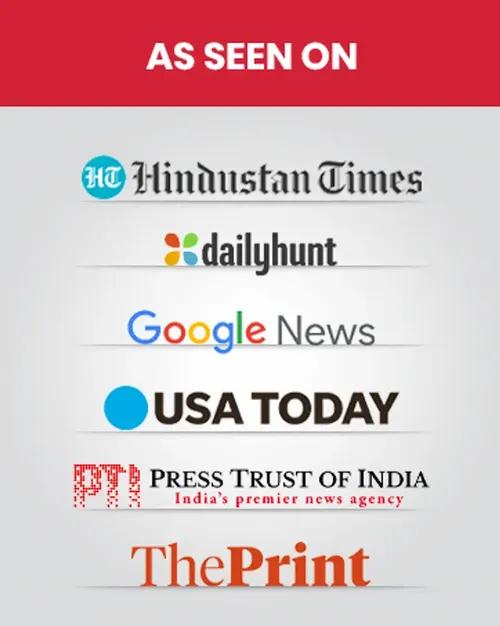 AS SEEN ON
HT Hindustan Times
dailyhunt
Google News
USA TODAY
PTI PRESS TRUST OF INDIA
India's premier news agency
ThePrint